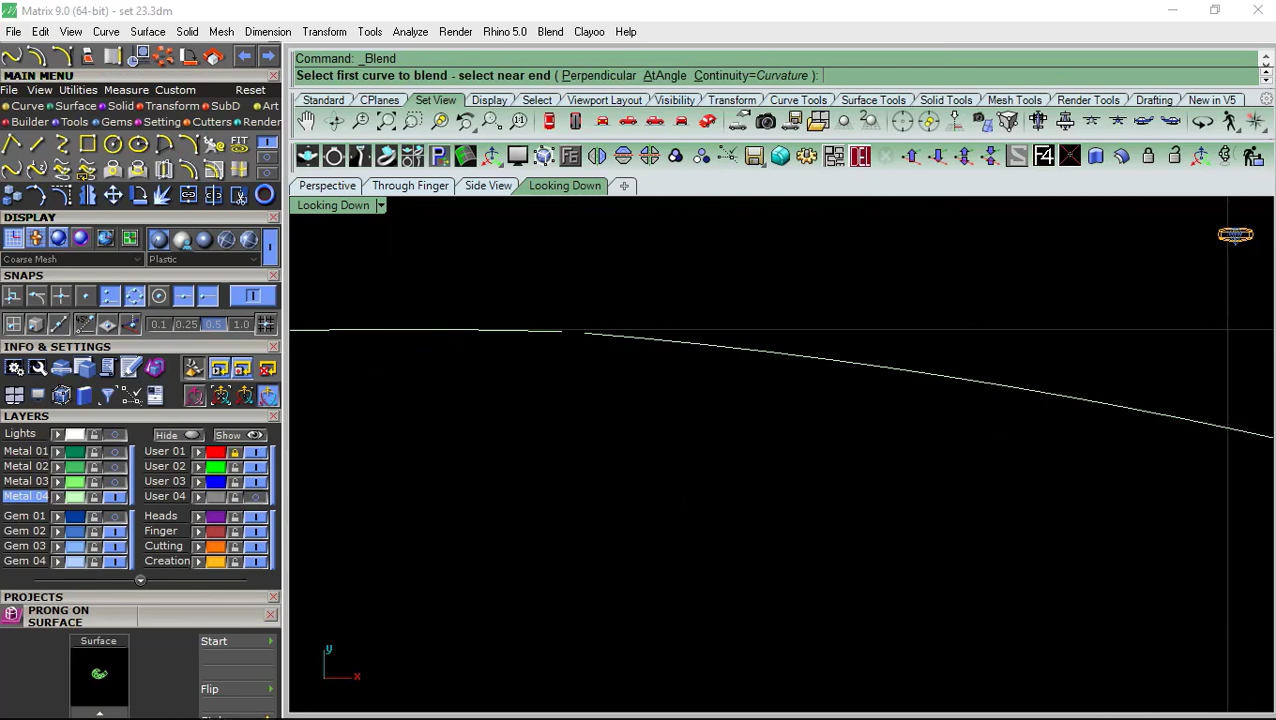 Matrix 9.0 (64-bit) - set 23.3dm
File Edit View Curve Surface Solid Mesh Dimension Transform Tools Analyze Render Rhino 5.0 Blend Clayoo Help
Command: _Blend
Select first curve to blend - select near end ( Perpendicular AtAngle Continuity=Curvature ):
Standard CPlanes Set View Display Select Viewport Layout Visibility Transform Curve Tools Surface Tools Solid Tools Mesh Tools Render Tools Drafting New in V5
Perspective Through Finger Side View Looking Down
Looking Down
MAIN MENU
File View Utilities Measure Custom Reset
Curve Surface Solid Transform SubD Art
Builder Tools Gems Setting Cutters Render
DISPLAY
Coarse Mesh Plastic
SNAPS
0.1 0.25 0.5 1.0
INFO & SETTINGS
LAYERS
Lights Hide Show
Metal 01 User 01
Metal 02 User 02
Metal 03 User 03
Metal 04 User 04
Gem 01 Heads
Gem 02 Finger
Gem 03 Cutting
Gem 04 Creation
PROJECTS
PRONG ON
SURFACE
Surface Start
Flip
y
x